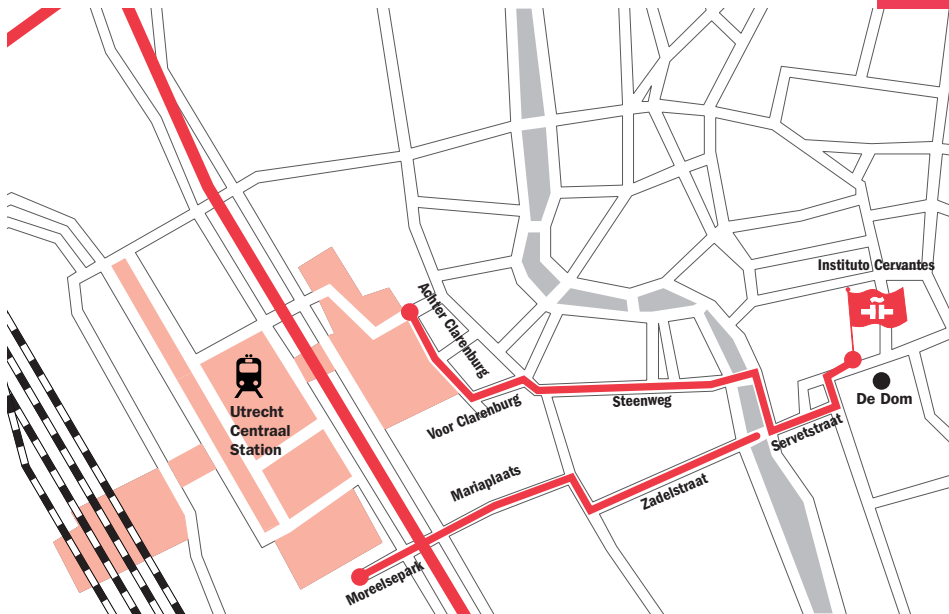 Instituto Cervantes
Achter Clarenburg
Utrecht
Centraal
Station
De Dom
Steenweg
Voor Clarenburg
Servetstraat
Mariaplaats
Zadelstraat
Moreelsepark